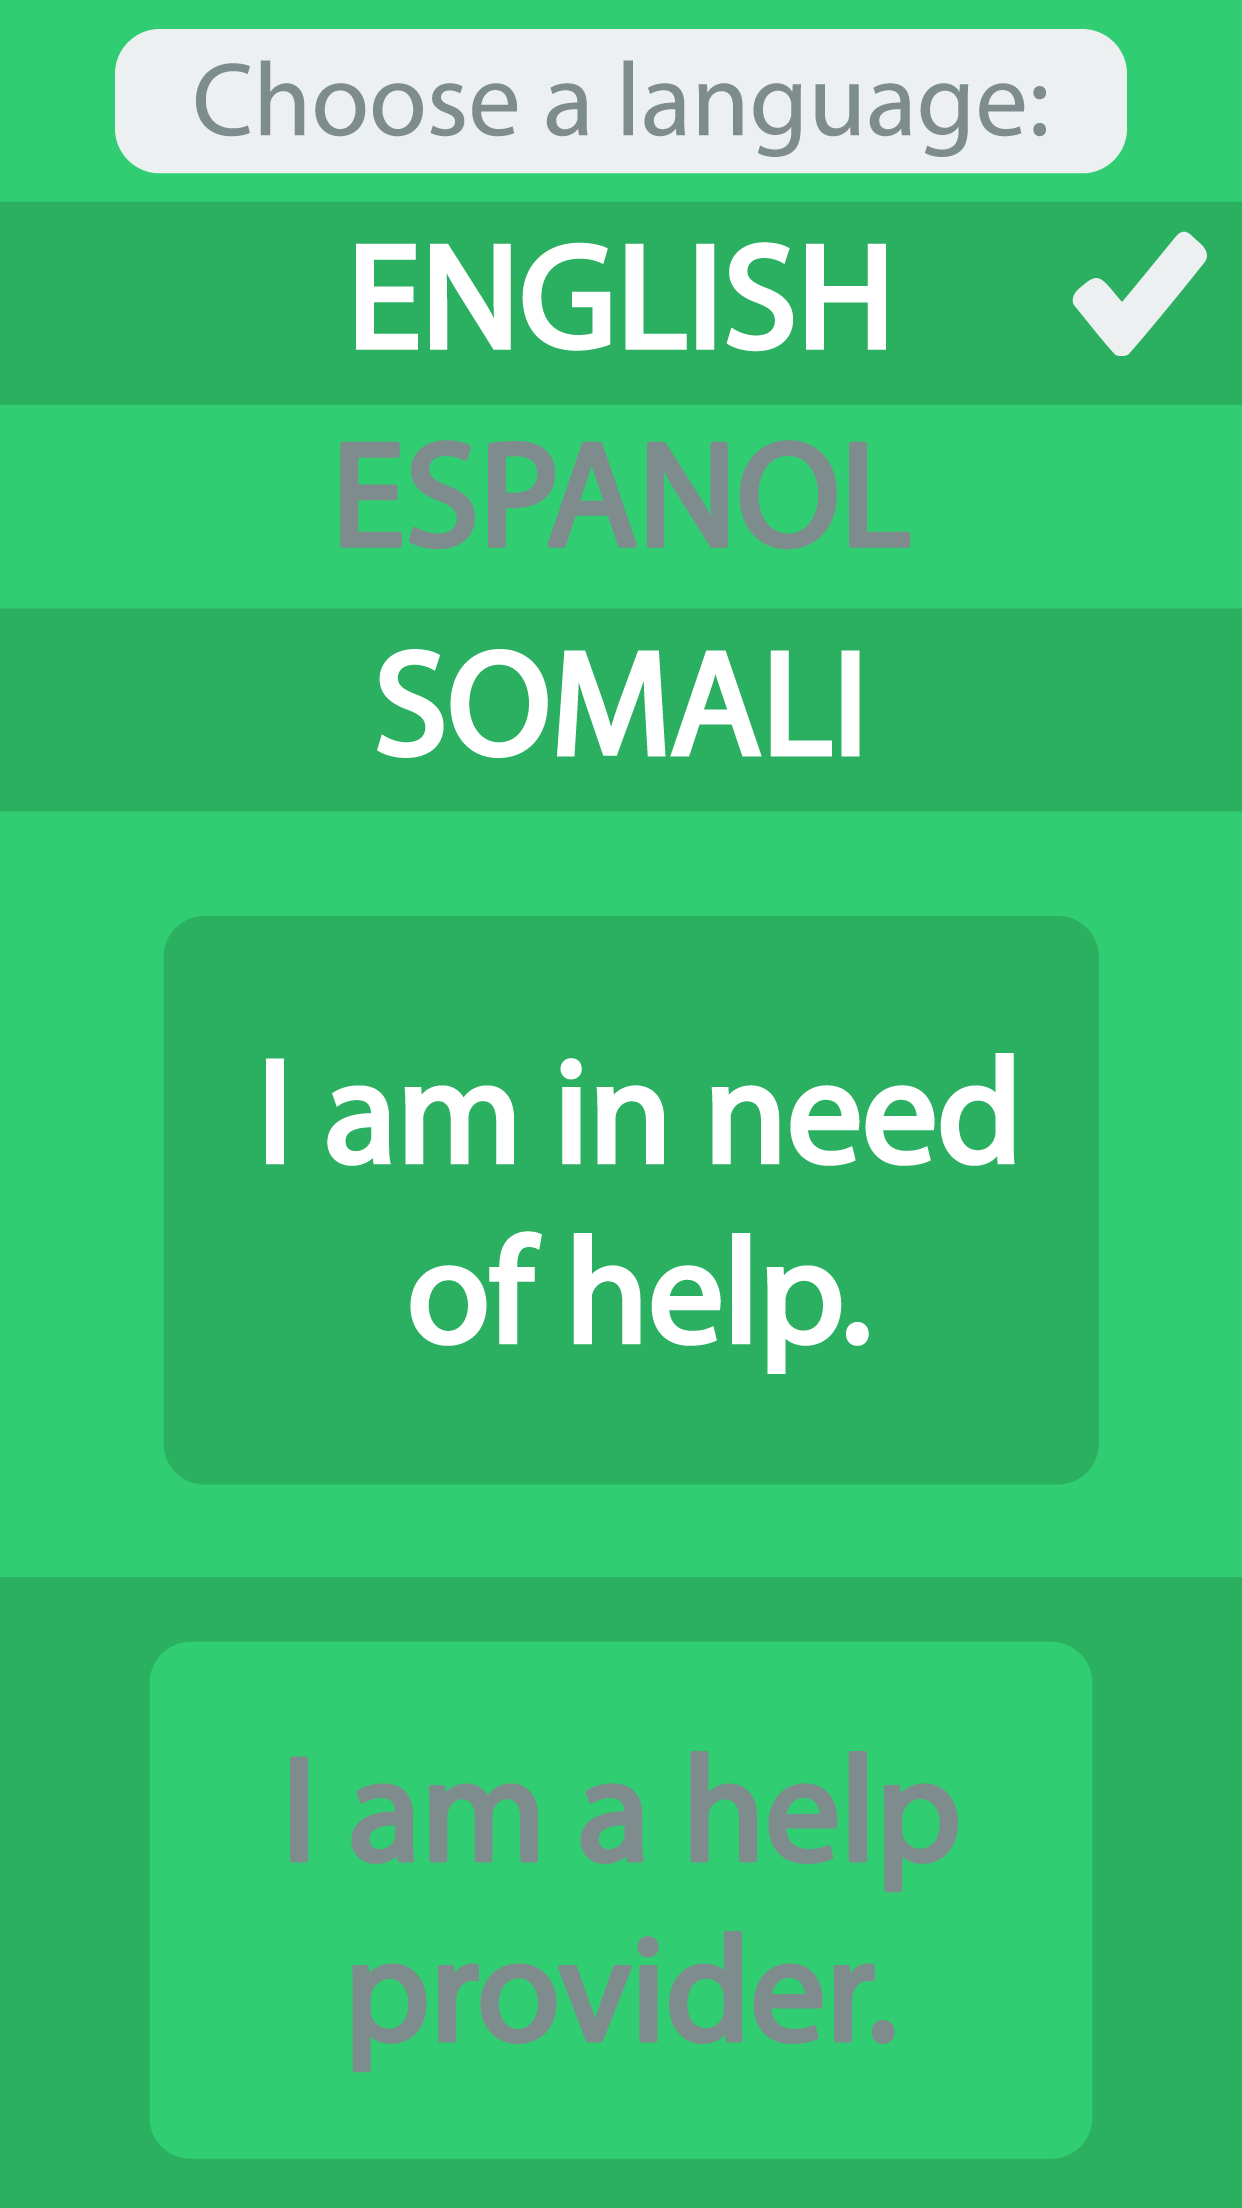 Choose a language:
ENGLISH
ESPANOL
SOMALI
I am in need
of help.
I am a help
provider.